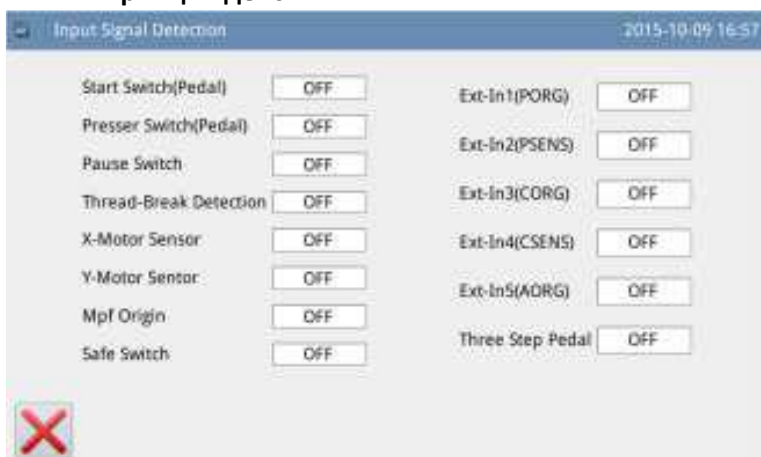 Input Signal Detection 2015-10-09 16:57
Start Switch(Pedal) OFF
Presser Switch(Pedal) OFF
Pause Switch OFF
Thread-Break Detection OFF
X-Motor Sensor OFF
Y-Motor Sentor OFF
Mpf Origin OFF
Safe Switch OFF
Ext-In1(PORG) OFF
Ext-In2(PSENS) OFF
Ext-In3(CORG) OFF
Ext-In4(CSENS) OFF
Ext-In5(AORG) OFF
Three Step Pedal OFF